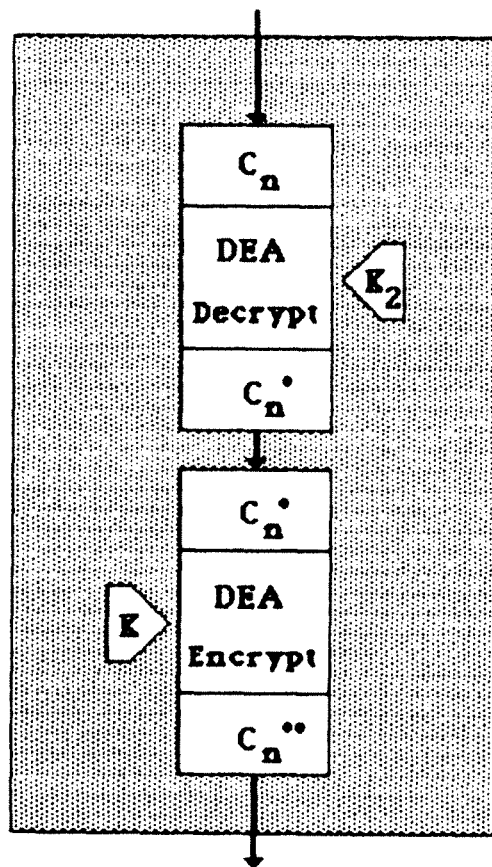 Cₙ
DEA
Decrypt
K₂
Cₙ•
Cₙ•
DEA
K
Encrypt
Cₙ••